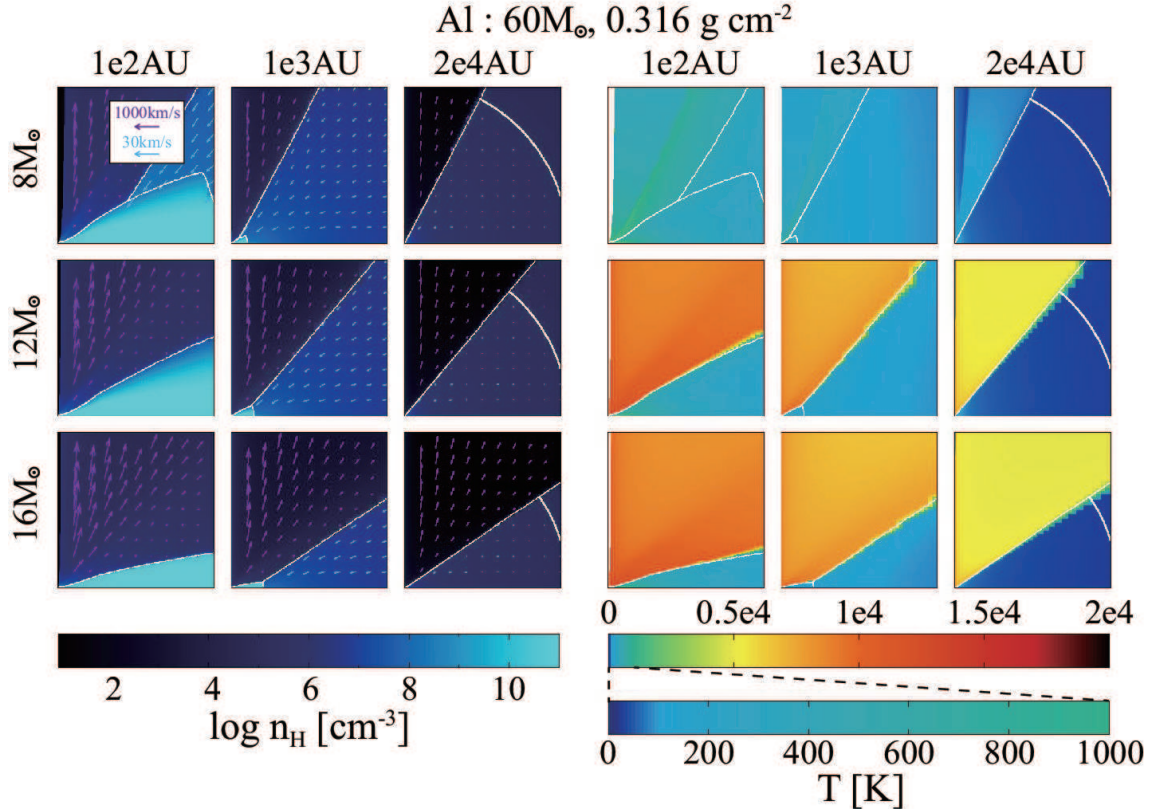 Al : 60M☉, 0.316 g cm⁻²
1e2AU 1e3AU 2e4AU 1e2AU 1e3AU 2e4AU
1000km/s
30km/s
8M☉
12M☉
16M☉
0 0.5e4 1e4 1.5e4 2e4
2 4 6 8 10
log n_H [cm⁻³]
0 200 400 600 800 1000
T [K]